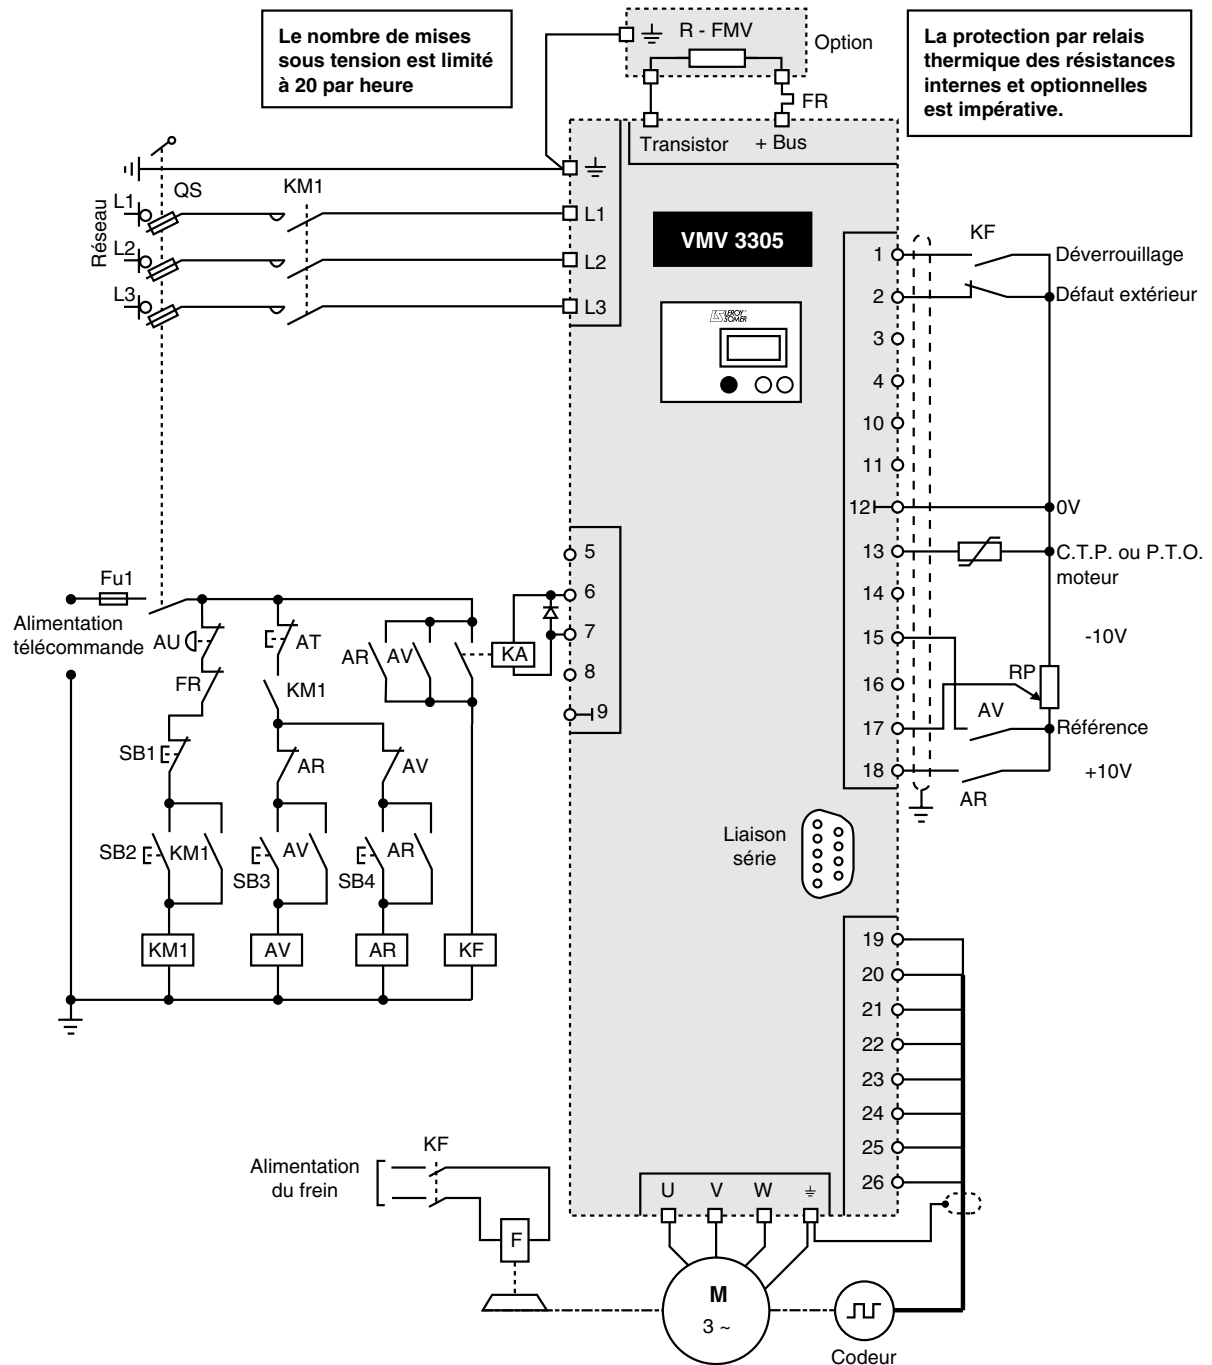 Le nombre de mises
sous tension est limité
à 20 par heure
R - FMV
Option
La protection par relais
thermique des résistances
internes et optionnelles
est impérative.
FR
Transistor
+ Bus
QS
KM1
Réseau
L1
L2
L3
L1
L2
L3
VMV 3305
LS LEROY
SOMER
KF
1
Déverrouillage
2
Défaut extérieur
3
4
10
11
12
0V
13
C.T.P. ou P.T.O.
moteur
14
15
-10V
16
RP
17
AV
Référence
18
+10V
AR
5
6
7
8
9
KA
Fu1
Alimentation
télécommande
AU
AT
AR
AV
FR
KM1
SB1
AR
AV
SB2
KM1
SB3
AV
SB4
AR
KM1
AV
AR
KF
Liaison
série
19
20
21
22
23
24
25
26
KF
Alimentation
du frein
F
U
V
W
M
3 ~
Codeur